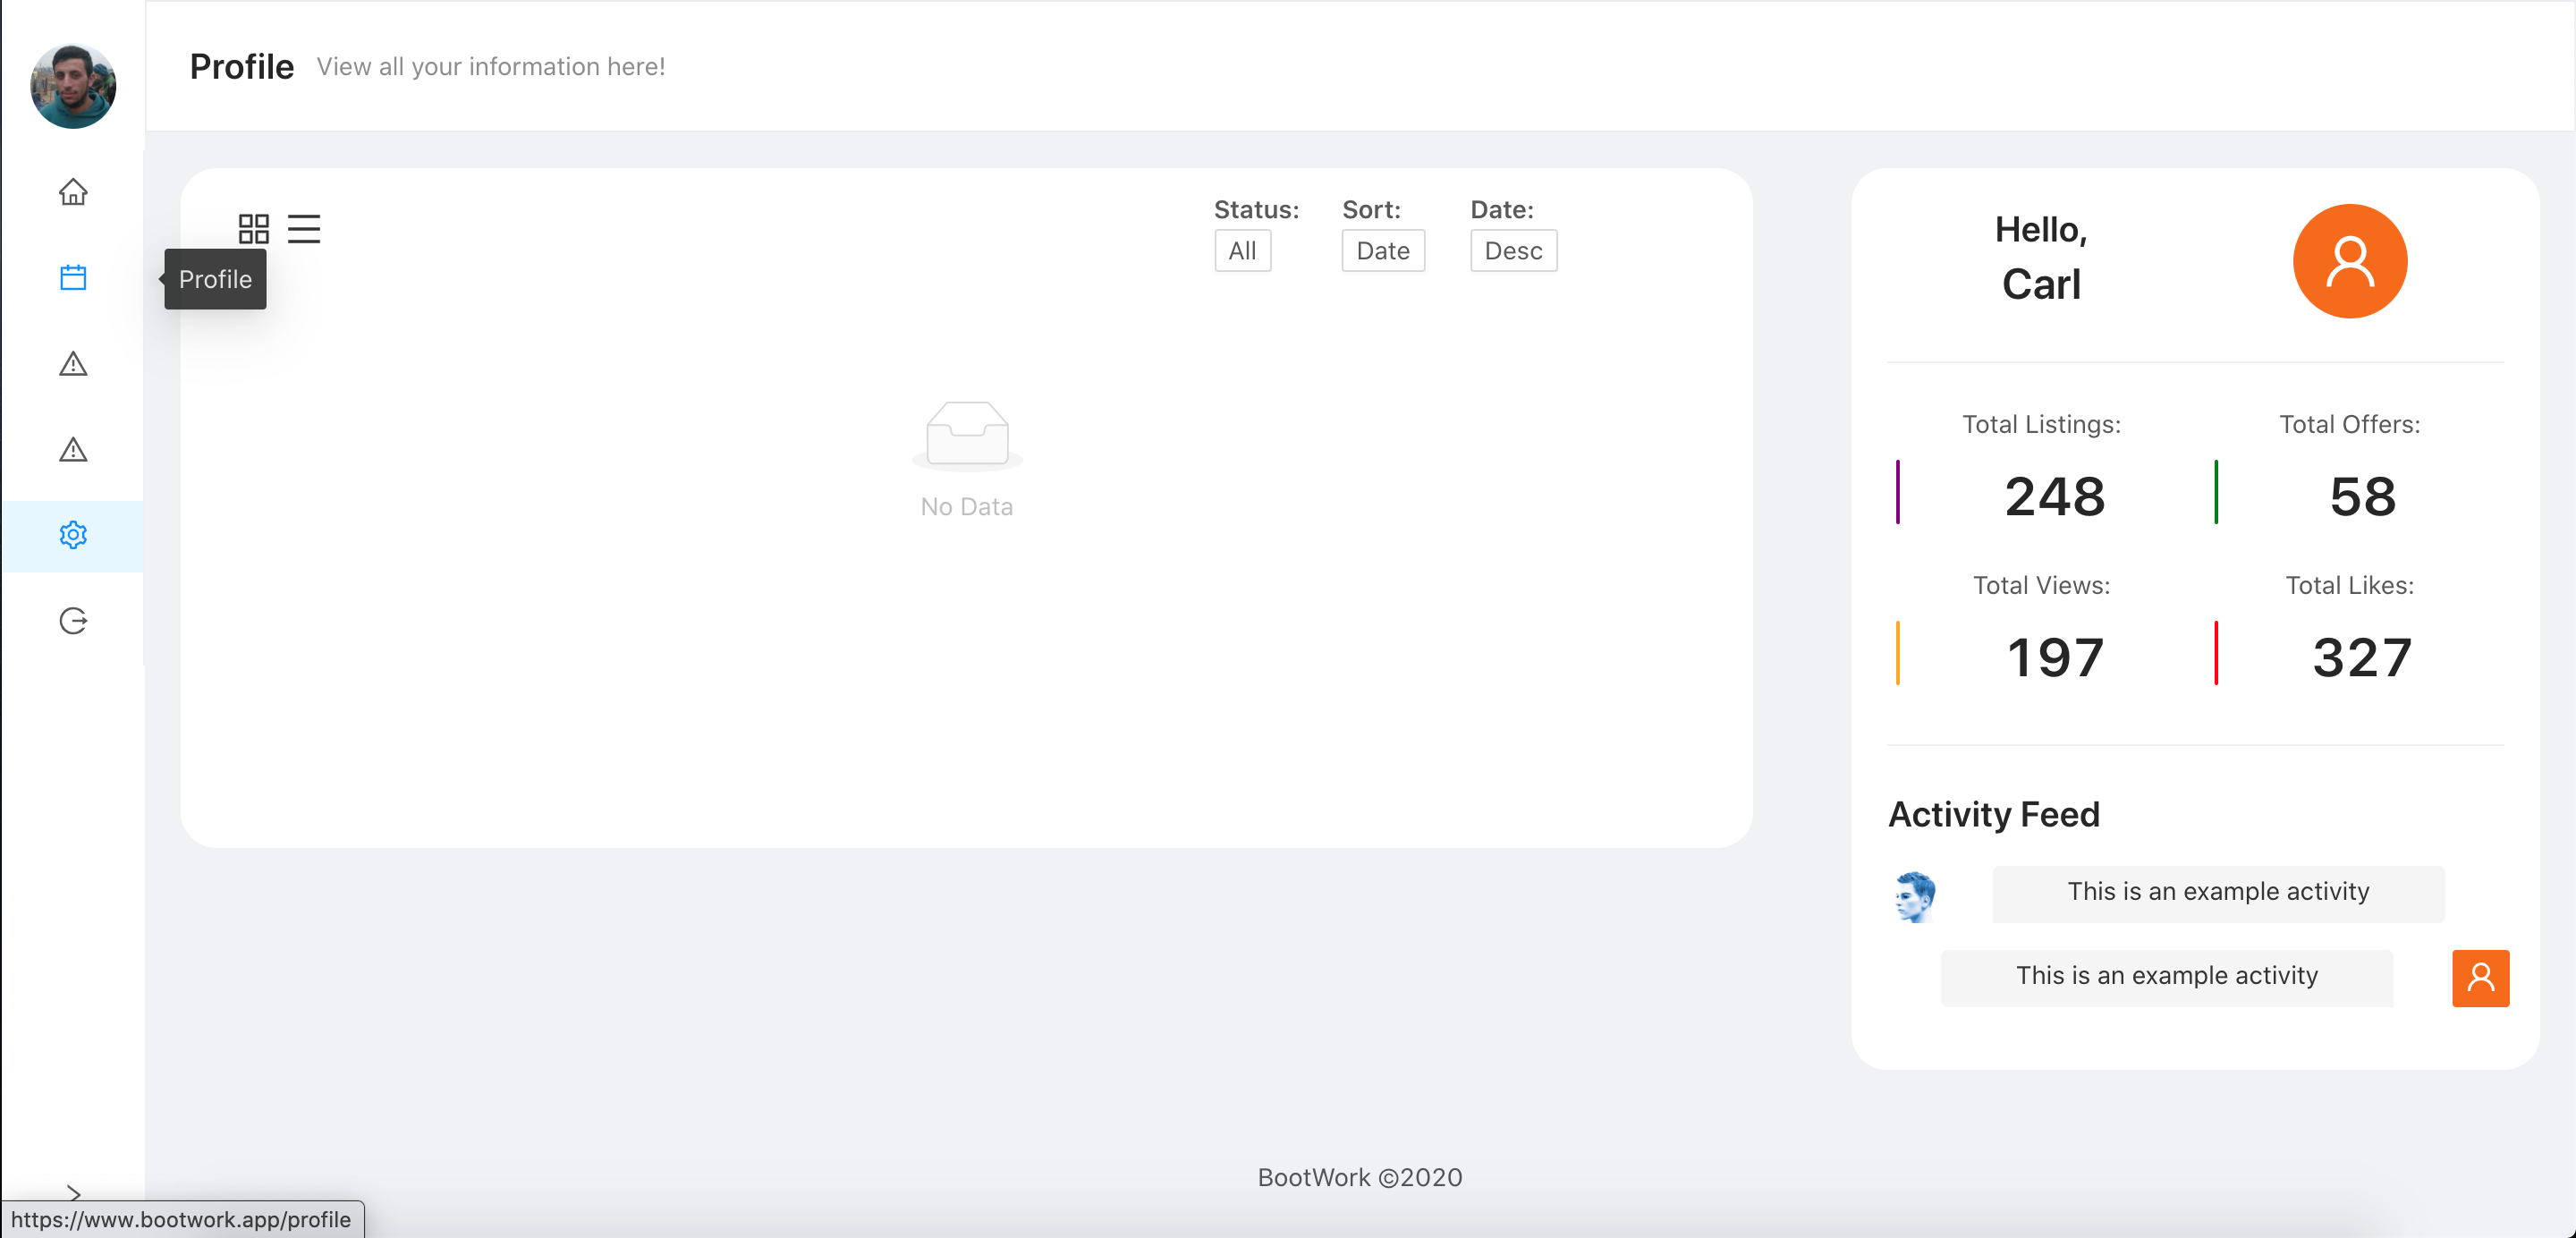 Profile View all your information here!
Profile
Status: Sort: Date:
All Date Desc
No Data
Hello,
Carl
Total Listings: Total Offers:
248 58
Total Views: Total Likes:
197 327
Activity Feed
This is an example activity
This is an example activity
BootWork ©2020
https://www.bootwork.app/profile